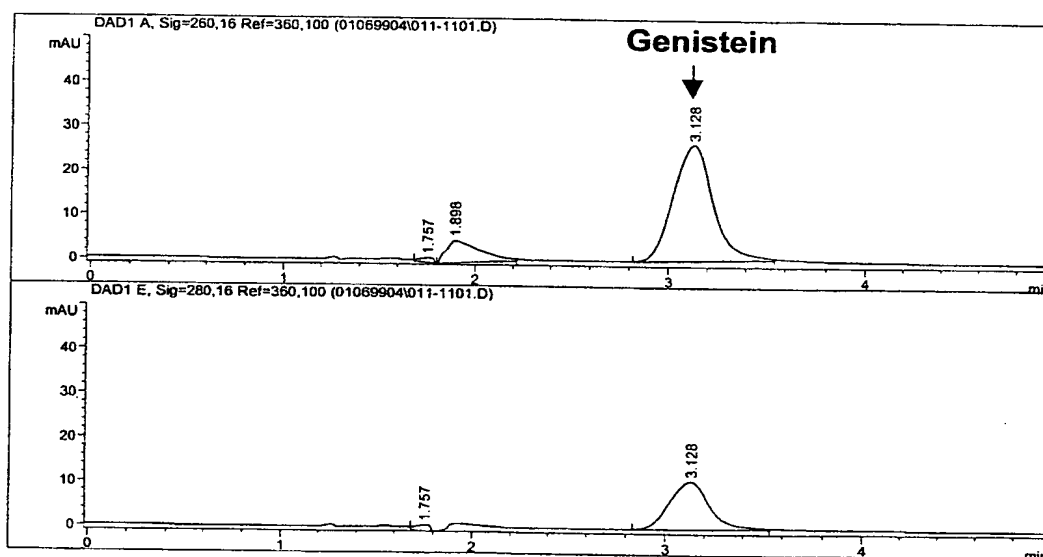 DAD1 A, Sig=260,16 Ref=360,100 (01069904\011-1101.D)
mAU
Genistein
40
30
20
10
0
1.757
1.898
3.128
0 1 2 3 4
DAD1 E, Sig=280,16 Ref=360,100 (01069904\011-1101.D)
mAU
40
30
20
10
0
1.757
3.128
0 1 2 3 4